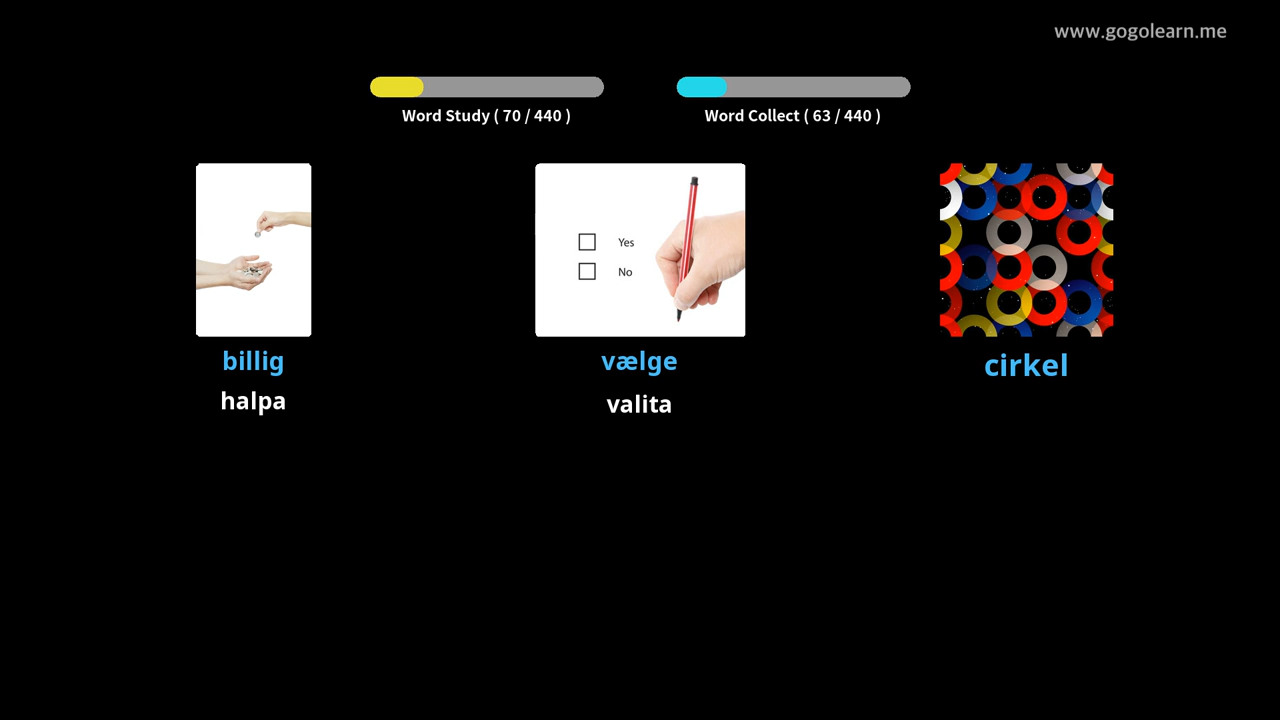 www.gogolearn.me
Word Study ( 70 / 440 )
Word Collect ( 63 / 440 )
Yes
No
billig
vælge
cirkel
halpa
valita